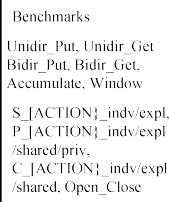 Benchmarks
Unidir_Put, Unidir_Get
Bidir_Put, Bidir_Get,
Accumulate, Window
S_[ACTION}_indv/expl,
P_[ACTION}_indv/expl
/shared/priv,
C_[ACTION}_indv/expl
/shared, Open_Close